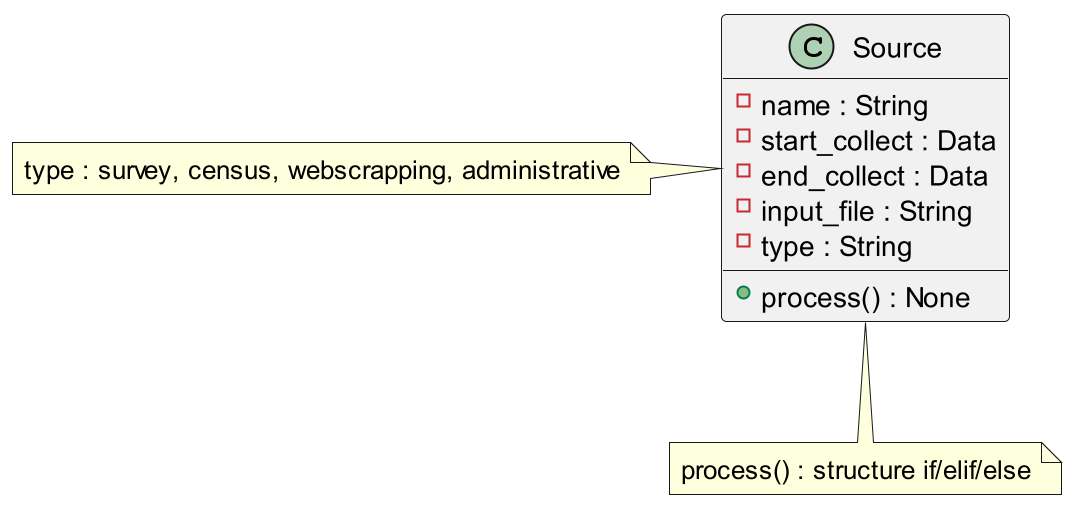 C Source
name : String
start_collect : Data
end_collect : Data
input_file : String
type : String
process() : None
type : survey, census, webscrapping, administrative
process() : structure if/elif/else